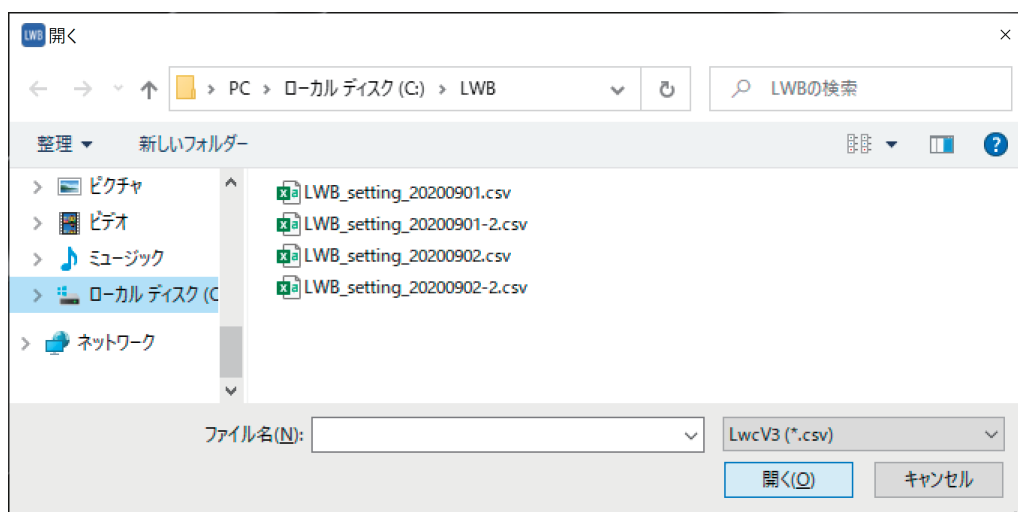 LWB 開く
PC › ローカル ディスク (C:) › LWB
LWBの検索
整理 新しいフォルダー
ピクチャ
ビデオ
ミュージック
ローカル ディスク (C
ネットワーク
LWB_setting_20200901.csv
LWB_setting_20200901-2.csv
LWB_setting_20200902.csv
LWB_setting_20200902-2.csv
ファイル名(N):
LwcV3 (*.csv)
開く(O) キャンセル